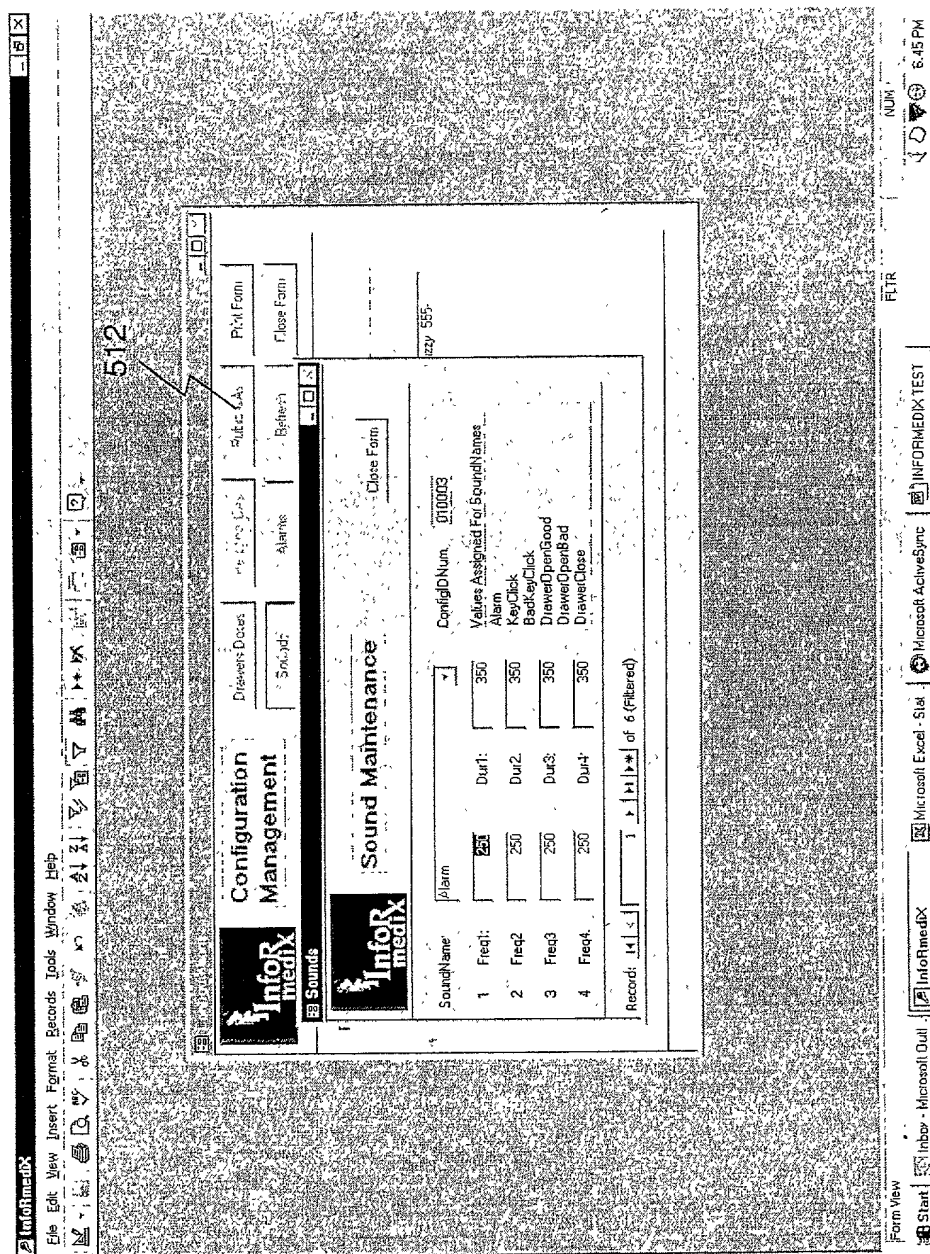 InfoRmediX
File Edit View Insert Format Records Tools Window Help
512
InfoR
mediX
Configuration
Management
Drawers Doses
Print Form
Sounds
Alarms
Refresh
Close Form
Sounds
InfoR
mediX
Sound Maintenance
Close Form
SoundName: Alarm
ConfigIDNum: 010003
1 Freq1: 250 Dur1: 350
2 Freq2 250 Dur2: 350
3 Freq3 250 Dur3: 350
4 Freq4. 250 Dur4: 350
Values Assigned For SoundNames
Alarm
KeyClick
BadKeyClick
DrawerOpenGood
DrawerOpenBad
DrawerClose
Record: 1 of 6 (Filtered)
izzy 555-
Form View FLTR NUM
Start Inbox - Microsoft Outl InfoRmediX Microsoft Excel - Stat Microsoft ActiveSync INFORMEDIX TEST 6:45 PM